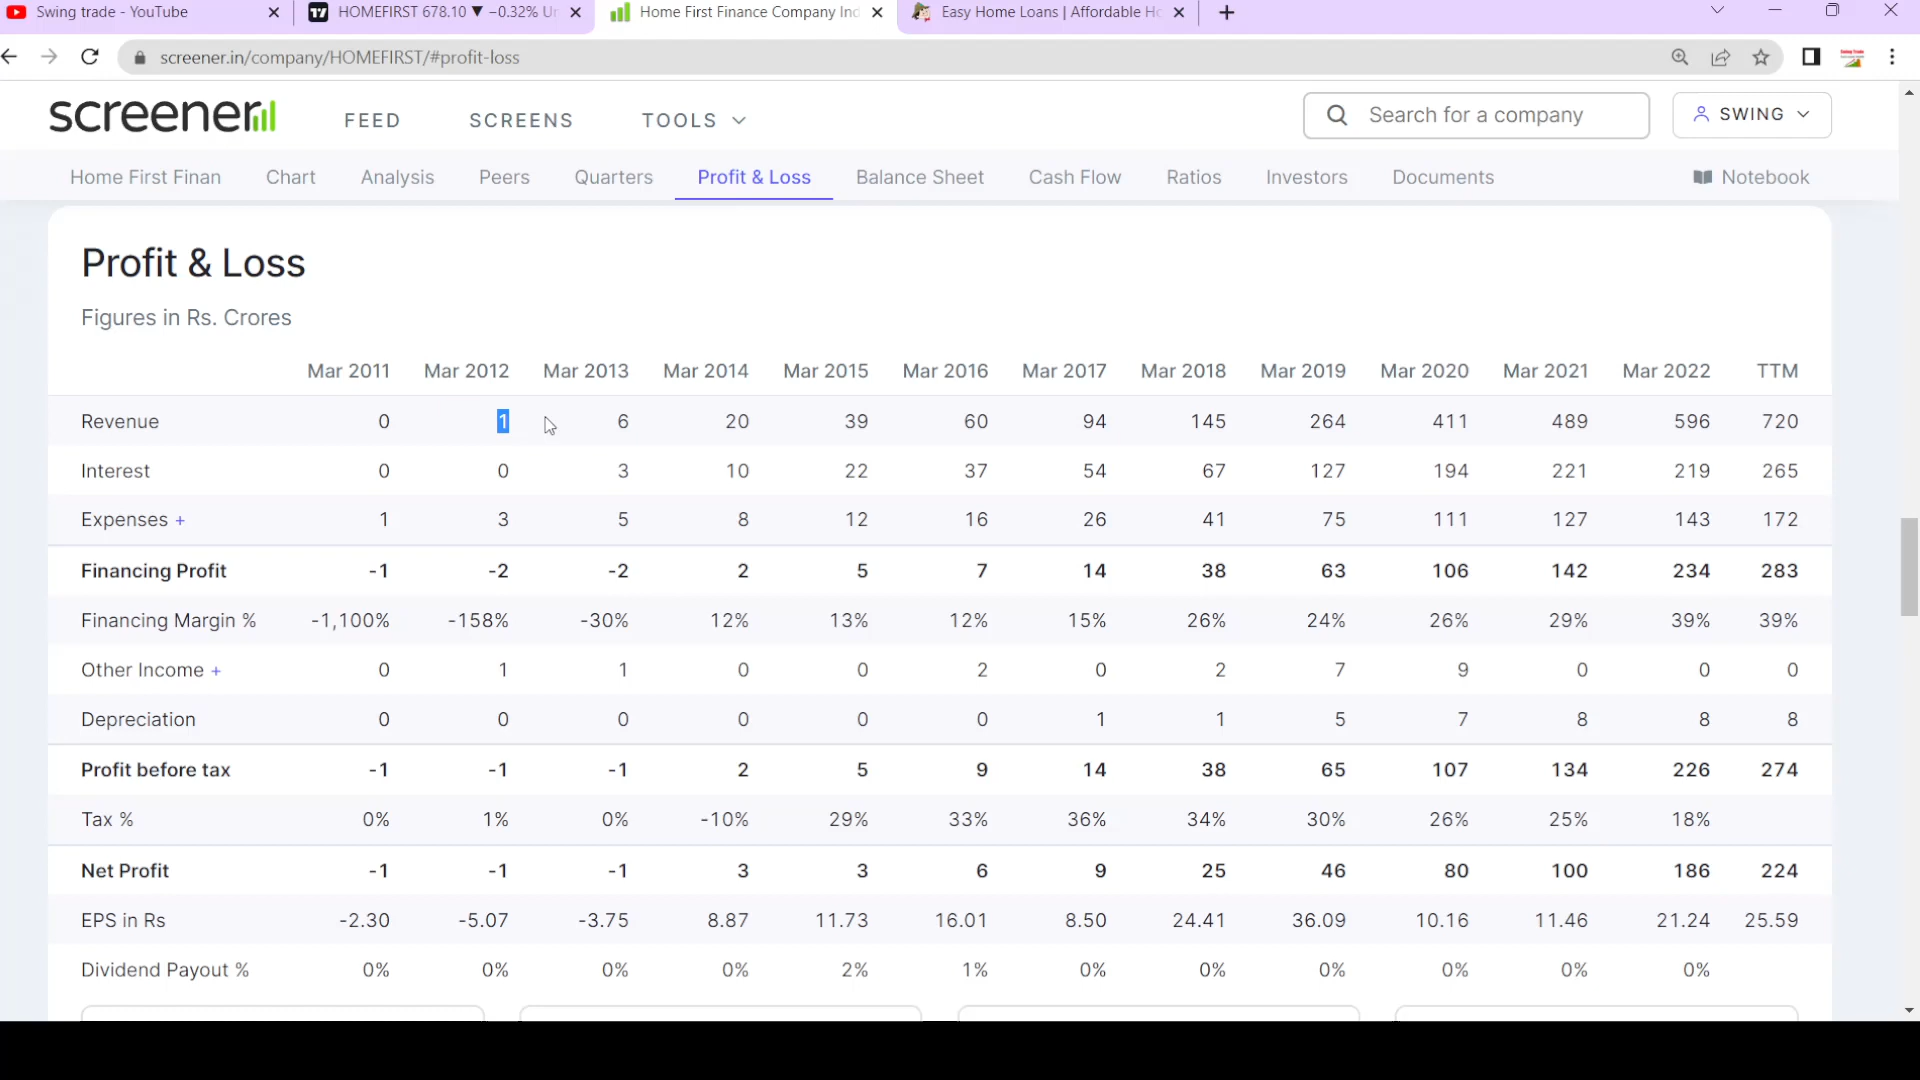 Swing trade - YouTube
HOMEFIRST 678.10 ▼ −0.32% Ur
Home First Finance Company Ind
Easy Home Loans | Affordable Ho
screener.in/company/HOMEFIRST/#profit-loss
screener
FEED SCREENS TOOLS
Search for a company
SWING
Home First Finan Chart Analysis Peers Quarters Profit & Loss Balance Sheet Cash Flow Ratios Investors Documents Notebook
Profit & Loss
Figures in Rs. Crores
Mar 2011 Mar 2012 Mar 2013 Mar 2014 Mar 2015 Mar 2016 Mar 2017 Mar 2018 Mar 2019 Mar 2020 Mar 2021 Mar 2022 TTM
Revenue 0 1 6 20 39 60 94 145 264 411 489 596 720
Interest 0 0 3 10 22 37 54 67 127 194 221 219 265
Expenses + 1 3 5 8 12 16 26 41 75 111 127 143 172
Financing Profit -1 -2 -2 2 5 7 14 38 63 106 142 234 283
Financing Margin % -1,100% -158% -30% 12% 13% 12% 15% 26% 24% 26% 29% 39% 39%
Other Income + 0 1 1 0 0 2 0 2 7 9 0 0 0
Depreciation 0 0 0 0 0 0 1 1 5 7 8 8 8
Profit before tax -1 -1 -1 2 5 9 14 38 65 107 134 226 274
Tax % 0% 1% 0% -10% 29% 33% 36% 34% 30% 26% 25% 18%
Net Profit -1 -1 -1 3 3 6 9 25 46 80 100 186 224
EPS in Rs -2.30 -5.07 -3.75 8.87 11.73 16.01 8.50 24.41 36.09 10.16 11.46 21.24 25.59
Dividend Payout % 0% 0% 0% 0% 2% 1% 0% 0% 0% 0% 0% 0%